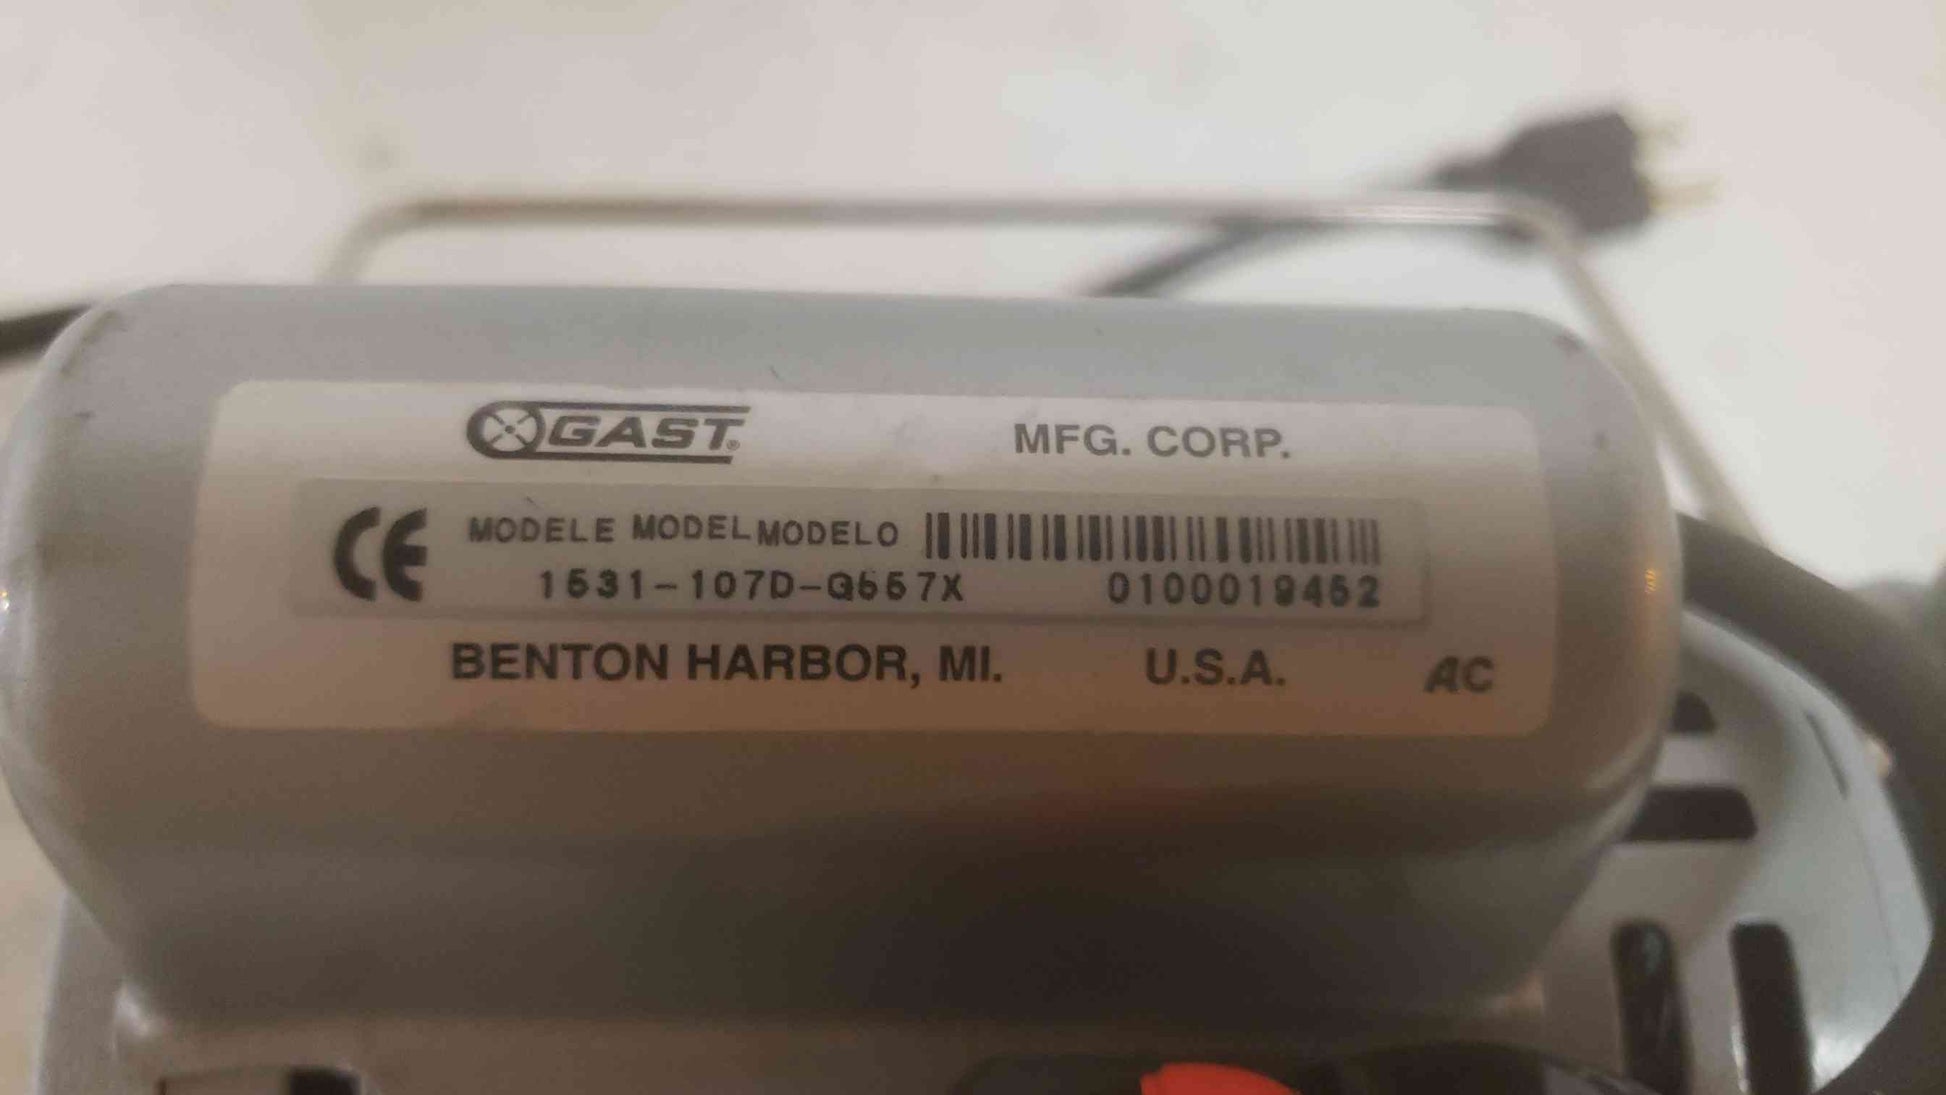 GAST®
MFG. CORP.
CE MODELE MODEL MODELO
1531-107D-G557X 0100019452
BENTON HARBOR, MI. U.S.A. AC